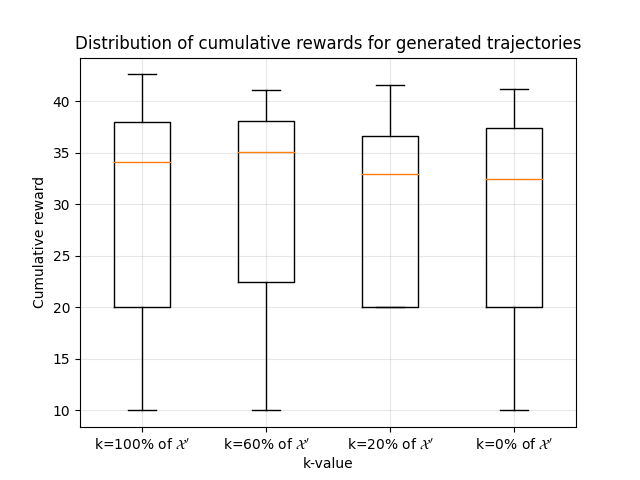 Distribution of cumulative rewards for generated trajectories
Cumulative reward
40
35
30
25
20
15
10
k=100% of 𝒳′
k=60% of 𝒳′
k=20% of 𝒳′
k=0% of 𝒳′
k-value